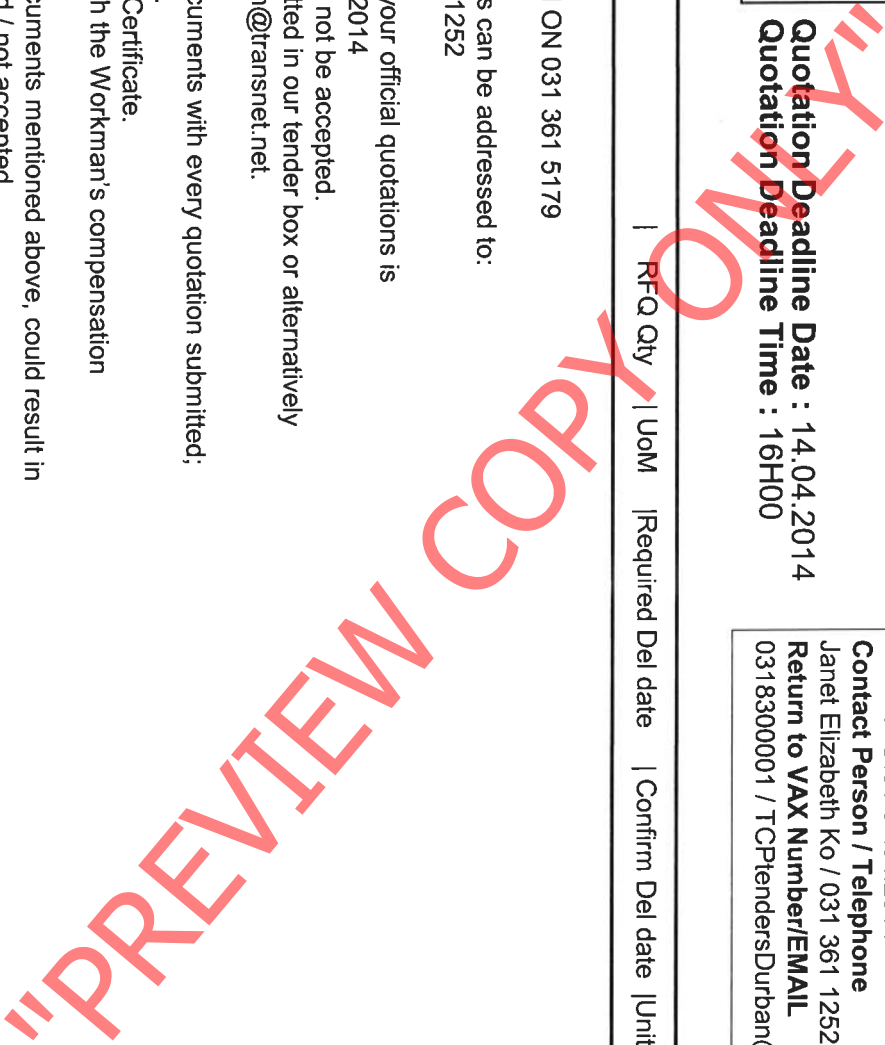 Contact Person / Telephone
Janet Elizabeth Ko / 031 361 1252
Return to VAX Number/EMAIL
0318300001 / TCPtendersDurban(
Quotation Deadline Date : 14.04.2014
Quotation Deadline Time : 16H00
| RFQ Qty | UoM |Required Del date | Confirm Del date |Unit
ON 031 361 5179
s can be addressed to:
1252
your official quotations is
2014
not be accepted.
tted in our tender box or alternatively
n@transnet.net.
cuments with every quotation submitted;
Certificate.
h the Workman's compensation
cuments mentioned above, could result in
d / not accepted
"PREVIEW COPY ONLY"